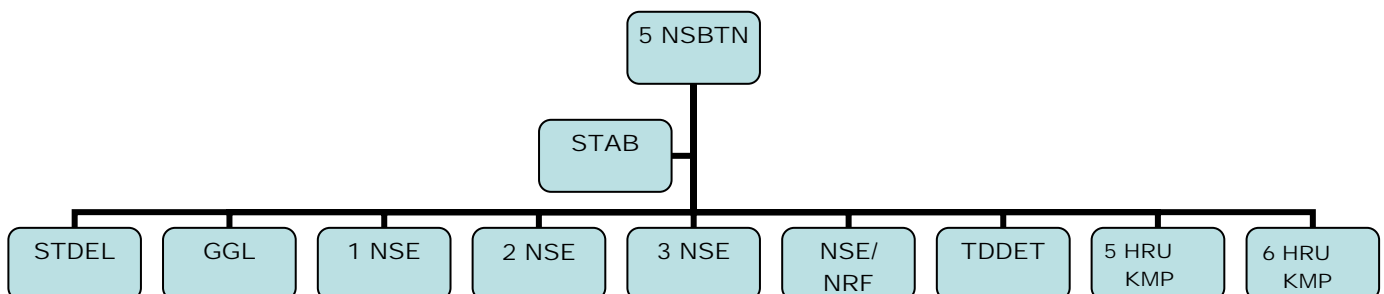 5 NSBTN
STAB
STDEL
GGL
1 NSE
2 NSE
3 NSE
NSE/
NRF
TDDET
5 HRU
KMP
6 HRU
KMP